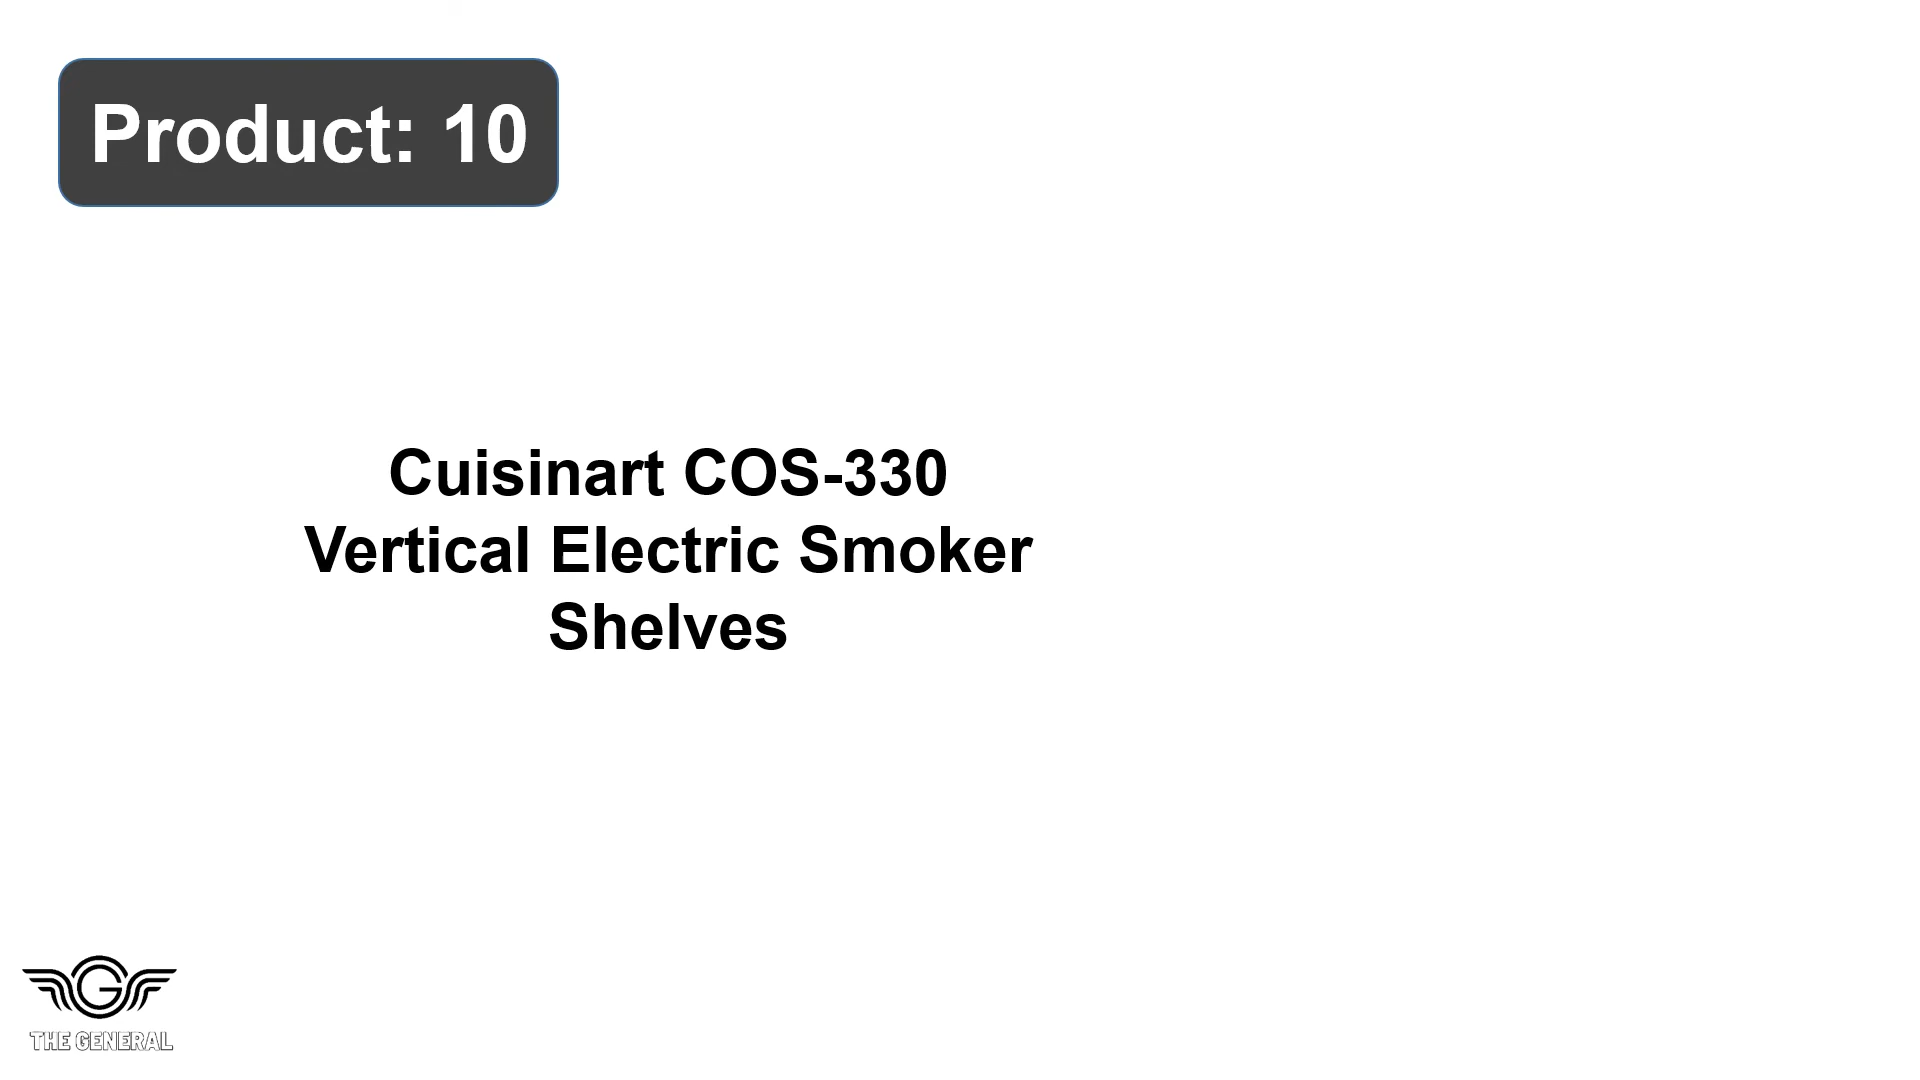 Product: 10
Cuisinart COS-330
Vertical Electric Smoker
Shelves
THE GENERAL